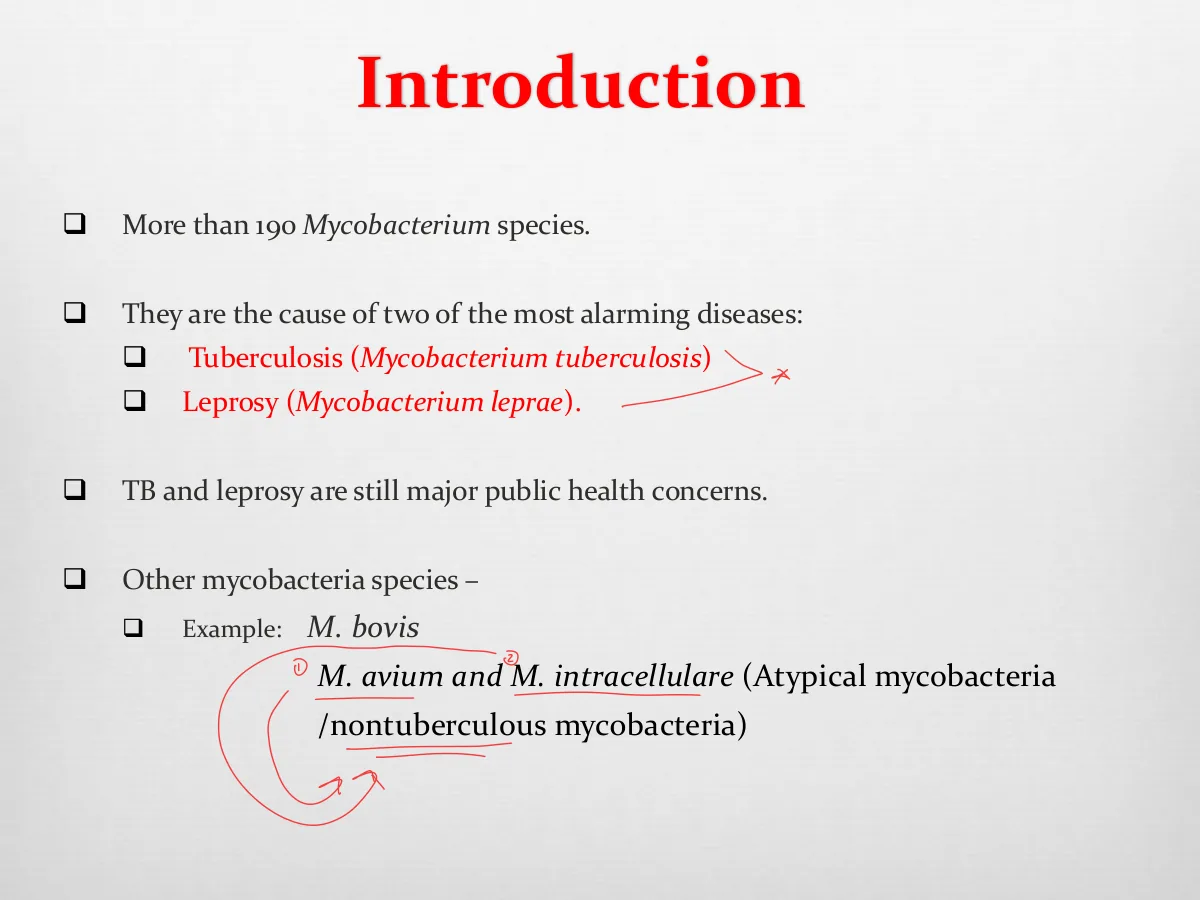 Introduction
❑ More than 190 Mycobacterium species.
❑ They are the cause of two of the most alarming diseases:
❑ Tuberculosis (Mycobacterium tuberculosis)
❑ Leprosy (Mycobacterium leprae).
❑ TB and leprosy are still major public health concerns.
❑ Other mycobacteria species –
❑ Example: M. bovis
① M. avium and ② M. intracellulare (Atypical mycobacteria
/nontuberculous mycobacteria)